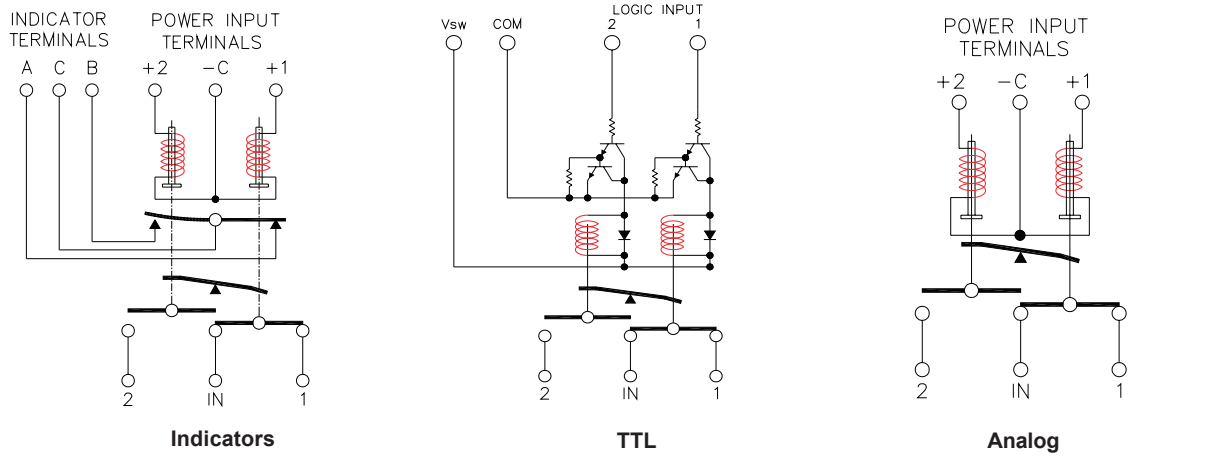 INDICATOR
TERMINALS
A C B
POWER INPUT
TERMINALS
+2 −C +1
2 IN 1
Indicators
LOGIC INPUT
Vsw COM 2 1
2 IN 1
TTL
POWER INPUT
TERMINALS
+2 −C +1
2 IN 1
Analog